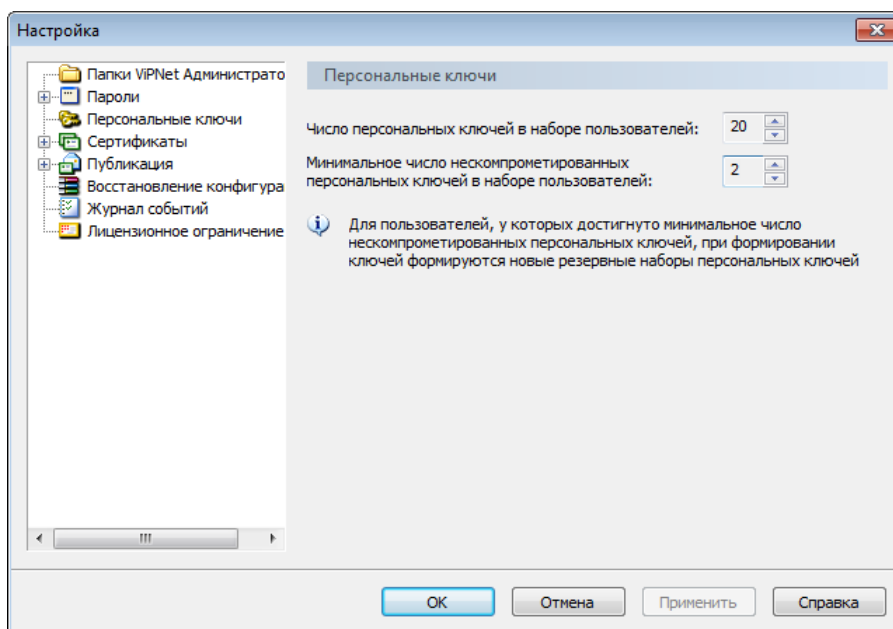 Настройка
Папки ViPNet Администрато
Пароли
Персональные ключи
Сертификаты
Публикация
Восстановление конфигура
Журнал событий
Лицензионное ограничение
Персональные ключи
Число персональных ключей в наборе пользователей:
20
Минимальное число нескомпрометированных
персональных ключей в наборе пользователей:
2
Для пользователей, у которых достигнуто минимальное число
нескомпрометированных персональных ключей, при формировании
ключей формируются новые резервные наборы персональных ключей
OK
Отмена
Применить
Справка